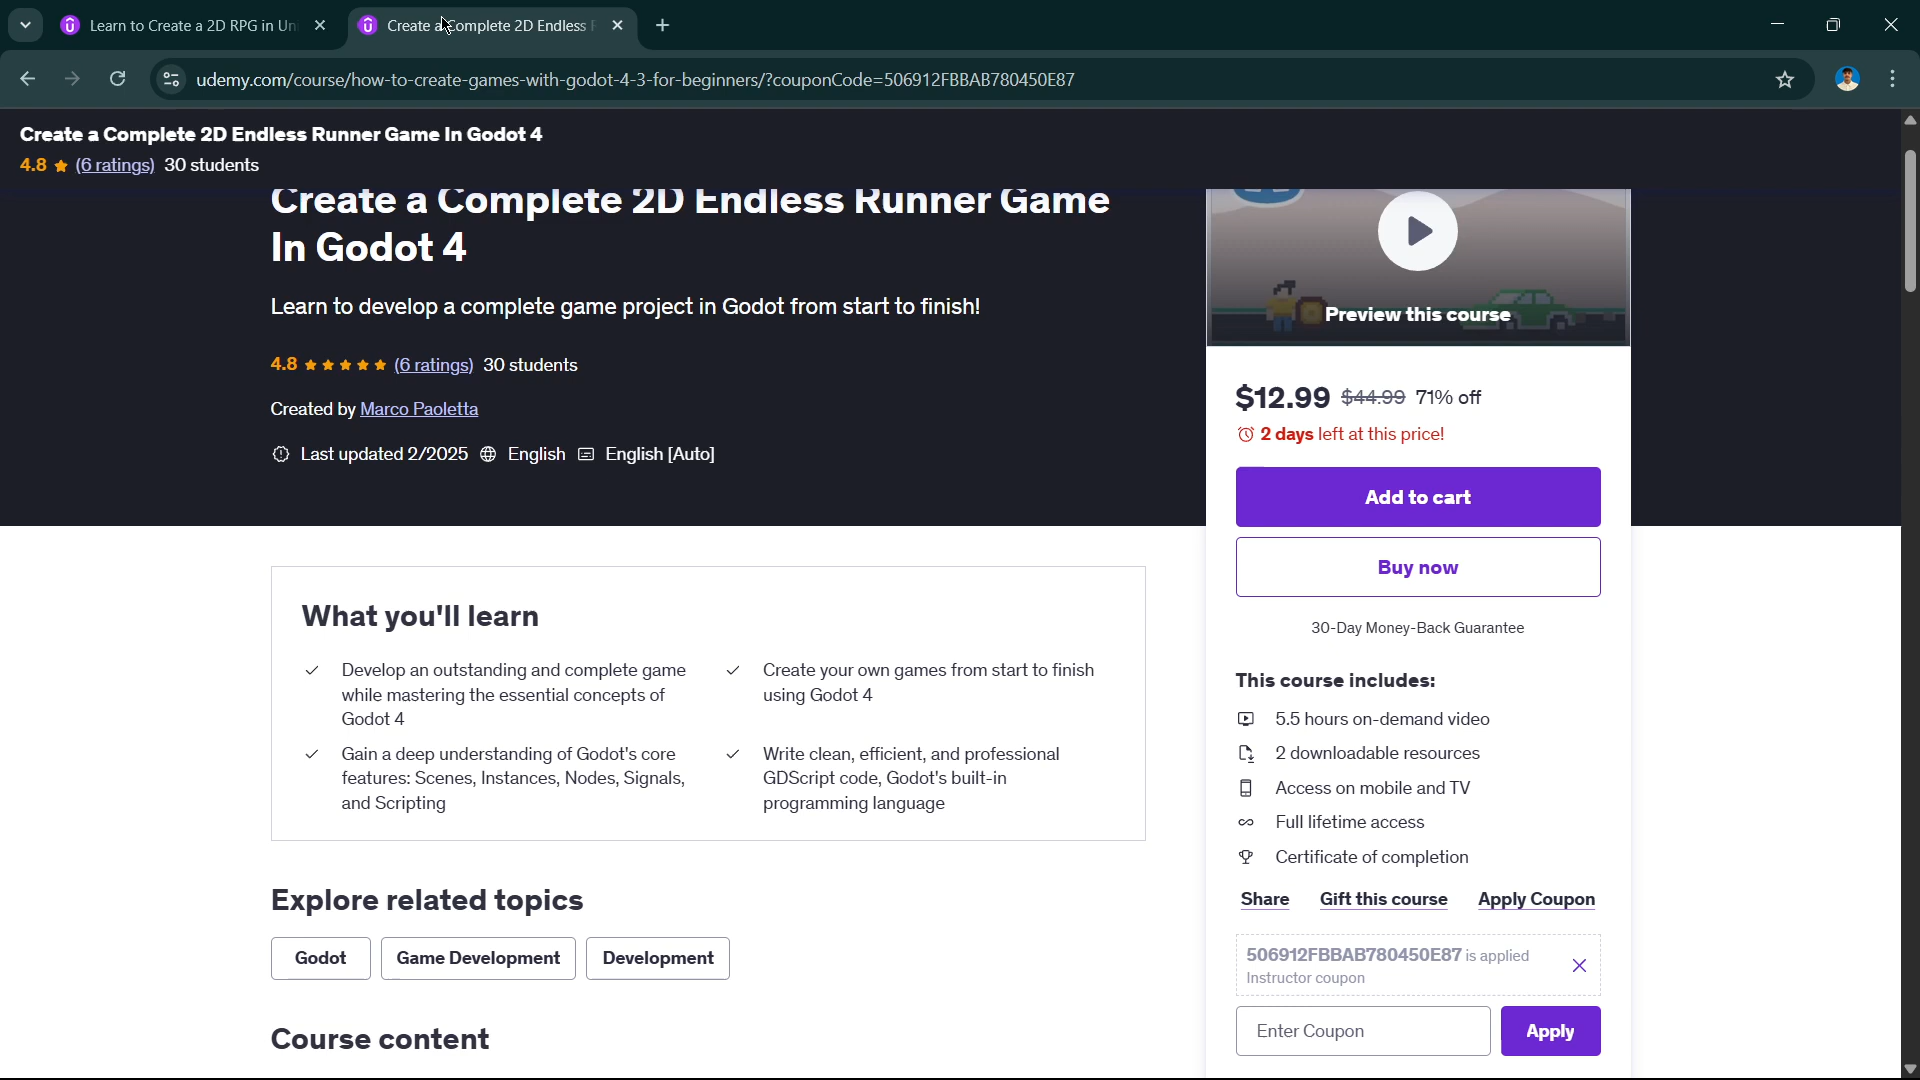 Learn to Create a 2D RPG in Un
Create a Complete 2D Endless R
udemy.com/course/how-to-create-games-with-godot-4-3-for-beginners/?couponCode=506912FBBAB780450E87
Create a Complete 2D Endless Runner Game In Godot 4
4.8 (6 ratings) 30 students
Create a Complete 2D Endless Runner Game
In Godot 4
Learn to develop a complete game project in Godot from start to finish!
4.8 (6 ratings) 30 students
Created by Marco Paoletta
Last updated 2/2025 English English [Auto]
Preview this course
$12.99 $44.99 71% off
2 days left at this price!
Add to cart
Buy now
30-Day Money-Back Guarantee
This course includes:
5.5 hours on-demand video
2 downloadable resources
Access on mobile and TV
Full lifetime access
Certificate of completion
Share Gift this course Apply Coupon
506912FBBAB780450E87 is applied
Instructor coupon
Enter Coupon
Apply
What you'll learn
Develop an outstanding and complete game
while mastering the essential concepts of
Godot 4
Create your own games from start to finish
using Godot 4
Gain a deep understanding of Godot's core
features: Scenes, Instances, Nodes, Signals,
and Scripting
Write clean, efficient, and professional
GDScript code, Godot's built-in
programming language
Explore related topics
Godot
Game Development
Development
Course content